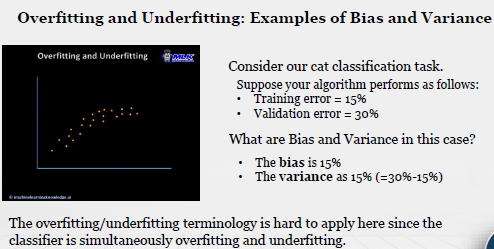 Overfitting and Underfitting: Examples of Bias and Variance
Overfitting and Underfitting
MLK
Consider our cat classification task.
Suppose your algorithm performs as follows:
• Training error = 15%
• Validation error = 30%
What are Bias and Variance in this case?
• The bias is 15%
• The variance as 15% (=30%-15%)
© machinelearningknowledge.ai
The overfitting/underfitting terminology is hard to apply here since the
classifier is simultaneously overfitting and underfitting.